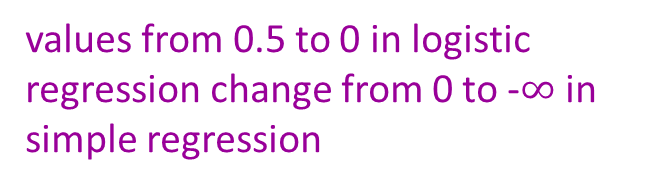 values from 0.5 to 0 in logistic
regression change from 0 to -∞ in
simple regression